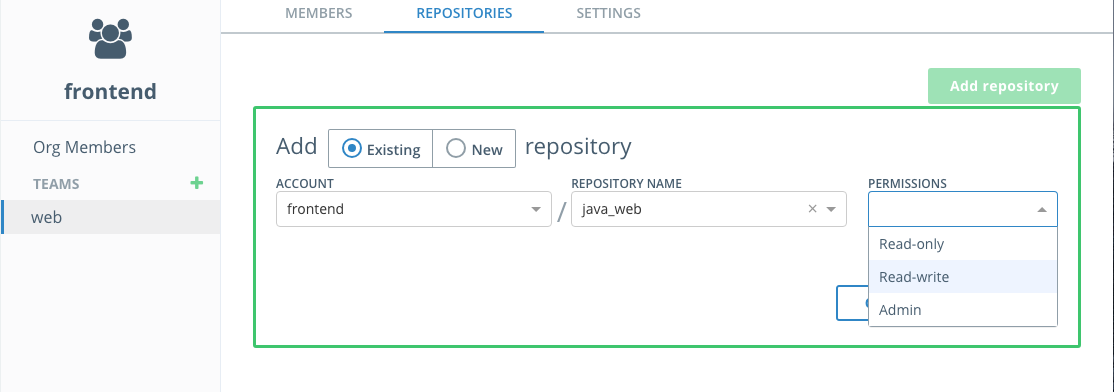 MEMBERS REPOSITORIES SETTINGS
frontend
Org Members
TEAMS +
web
Add repository
Add Existing New repository
ACCOUNT REPOSITORY NAME PERMISSIONS
frontend / java_web ×
Read-only
Read-write
Admin